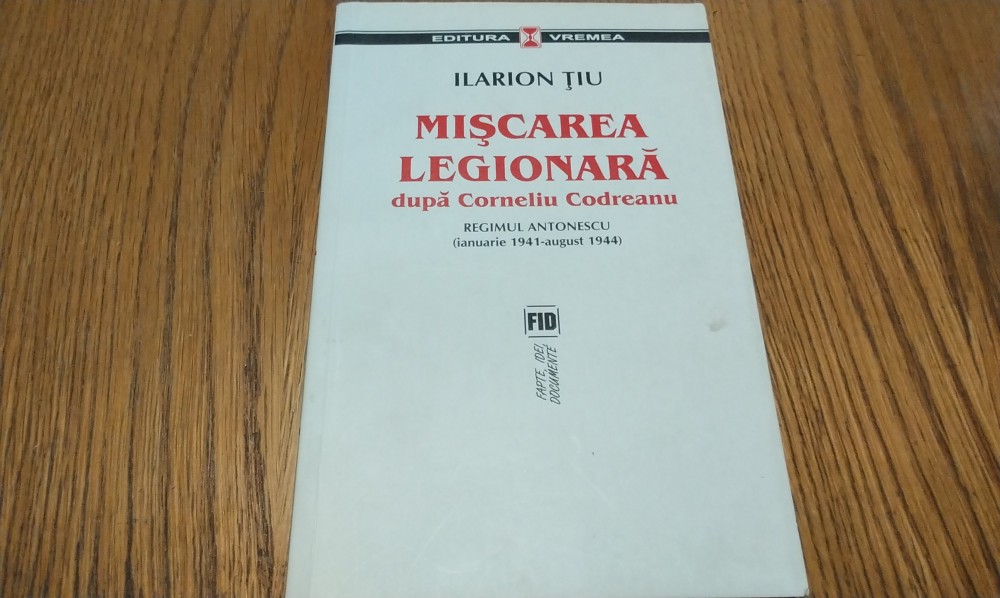 EDITURA VREMEA
ILARION ŢIU
MIŞCAREA
LEGIONARĂ
după Corneliu Codreanu
REGIMUL ANTONESCU
(ianuarie 1941-august 1944)
FID
FAPTE, IDEI,
DOCUMENTE